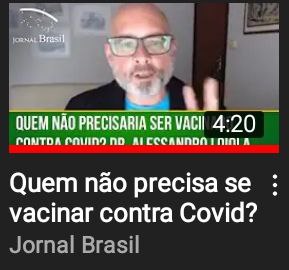 JORNAL BRASIL
QUEM NÃO PRECISARIA SER
4:20
CONTRA COVID? DR. ALESSANDRO LOIOLA
Quem não precisa se
vacinar contra Covid?
Jornal Brasil